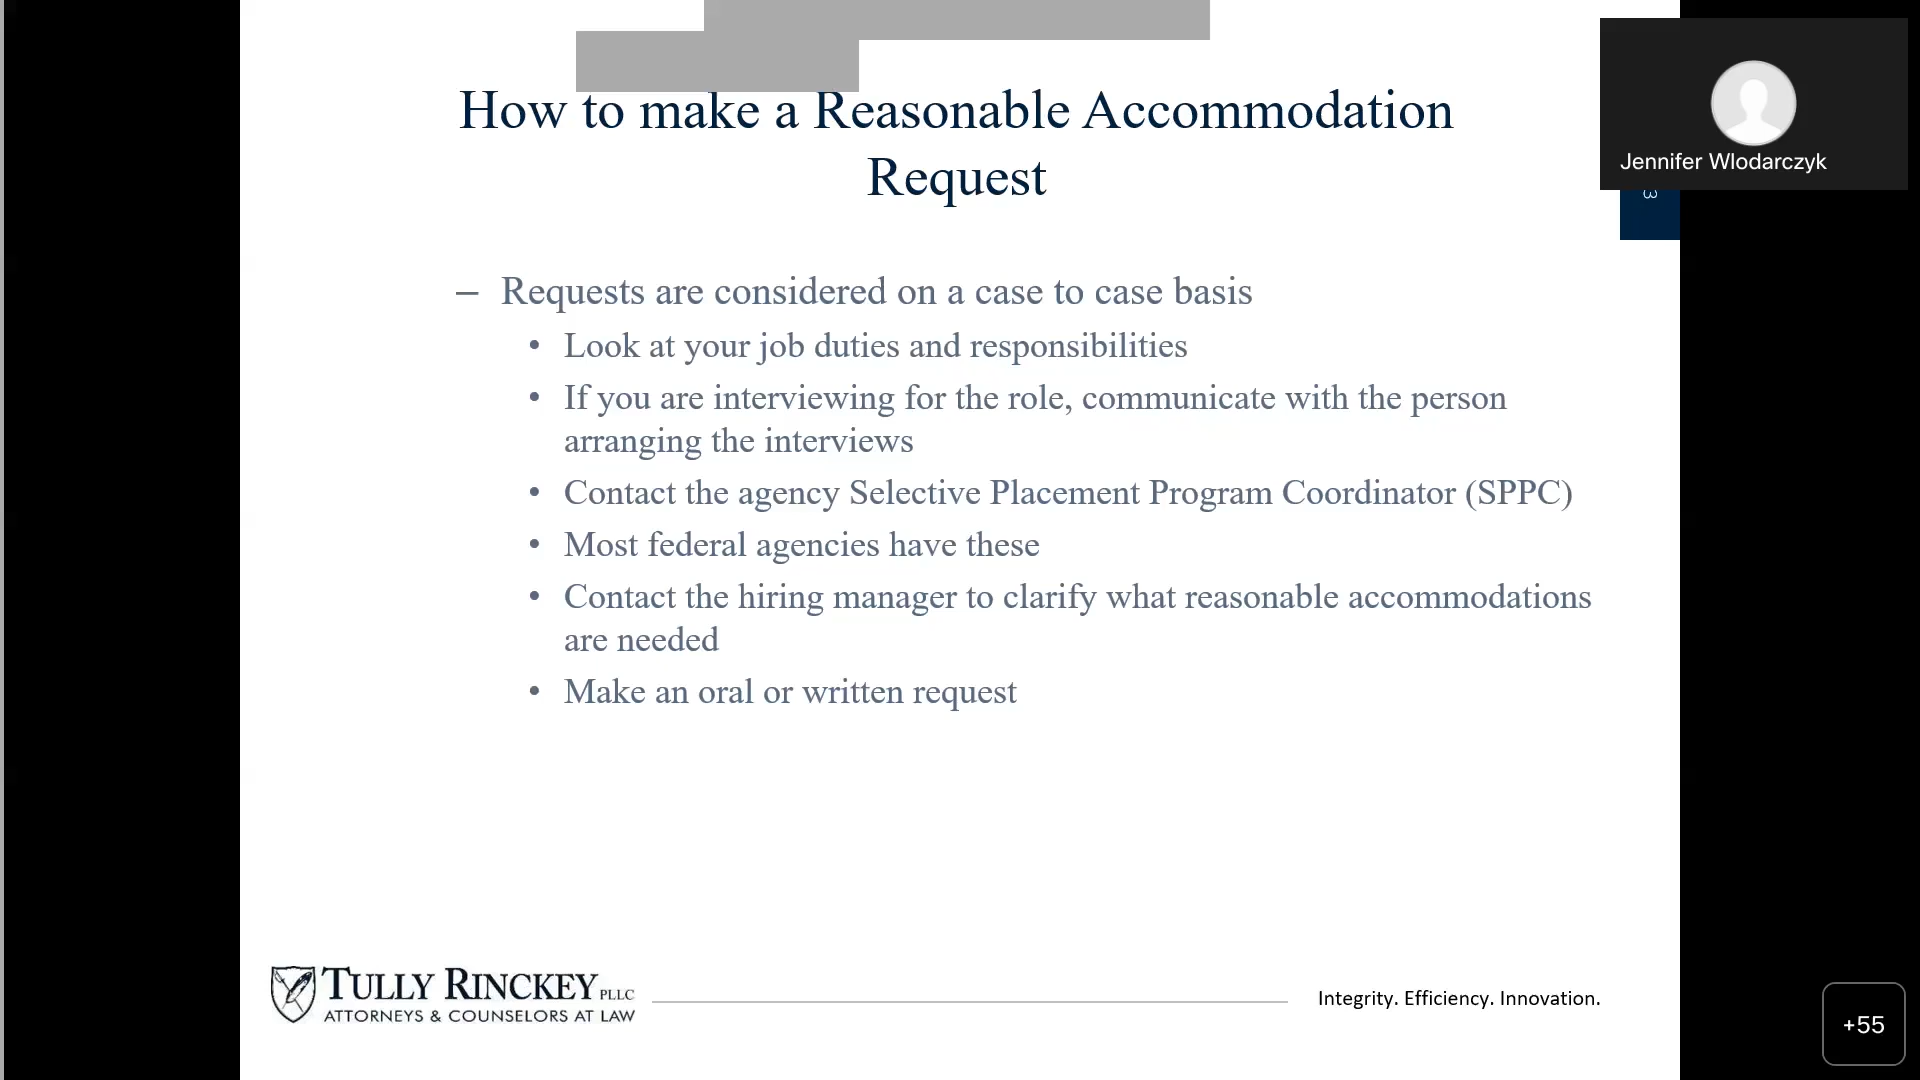 How to make a Reasonable Accommodation
Request
Jennifer Wlodarczyk
3
– Requests are considered on a case to case basis
• Look at your job duties and responsibilities
• If you are interviewing for the role, communicate with the person
arranging the interviews
• Contact the agency Selective Placement Program Coordinator (SPPC)
• Most federal agencies have these
• Contact the hiring manager to clarify what reasonable accommodations
are needed
• Make an oral or written request
TULLY RINCKEY PLLC
ATTORNEYS & COUNSELORS AT LAW
Integrity. Efficiency. Innovation.
+55